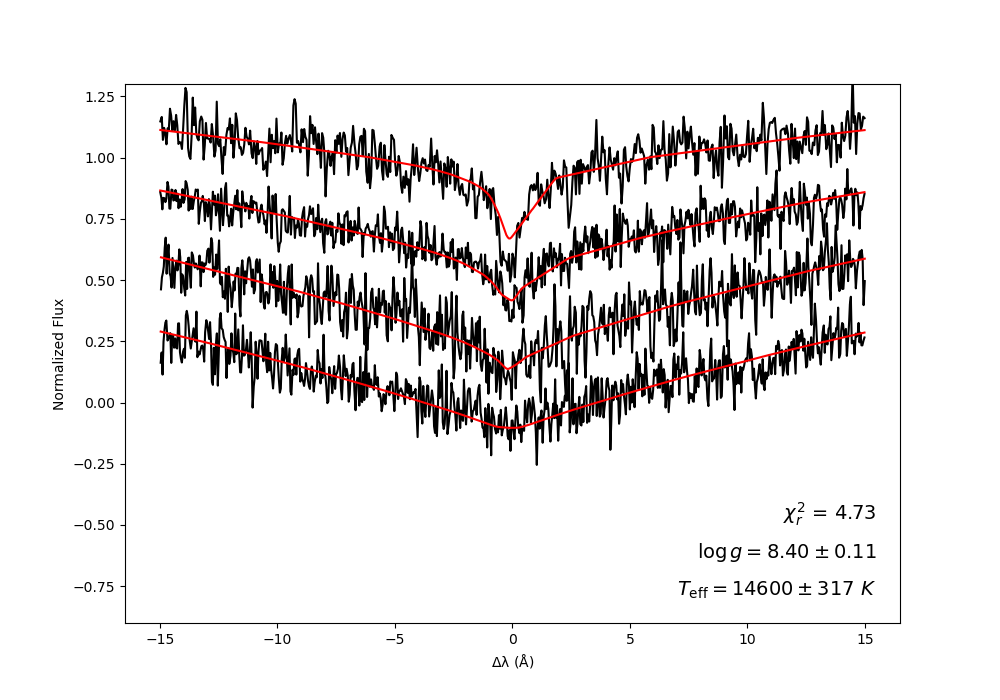 1.25
1.00
0.75
0.50
0.25
0.00
−0.25
−0.50
−0.75
Normalized Flux
χ²ᵣ = 4.73
log g = 8.40 ± 0.11
T_eff = 14600 ± 317 K
−15 −10 −5 0 5 10 15
Δλ (Å)